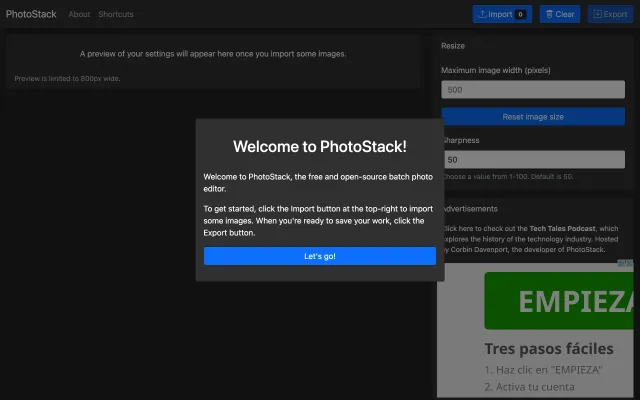 PhotoStack About Shortcuts Import 0 Clear Export
A preview of your settings will appear here once you import some images.
Preview is limited to 800px wide.
Resize
Maximum image width (pixels)
500
Reset image size
Sharpness
50
Choose a value from 1-100. Default is 50.
Welcome to PhotoStack!
Welcome to PhotoStack, the free and open-source batch photo
editor.
To get started, click the Import button at the top-right to import
some images. When you're ready to save your work, click the
Export button.
Let's go!
Advertisements
Click here to check out the Tech Tales Podcast, which
explores the history of the technology industry. Hosted
by Corbin Davenport, the developer of PhotoStack.
EMPIEZA
Tres pasos fáciles
1. Haz clic en "EMPIEZA"
2. Activa tu cuenta